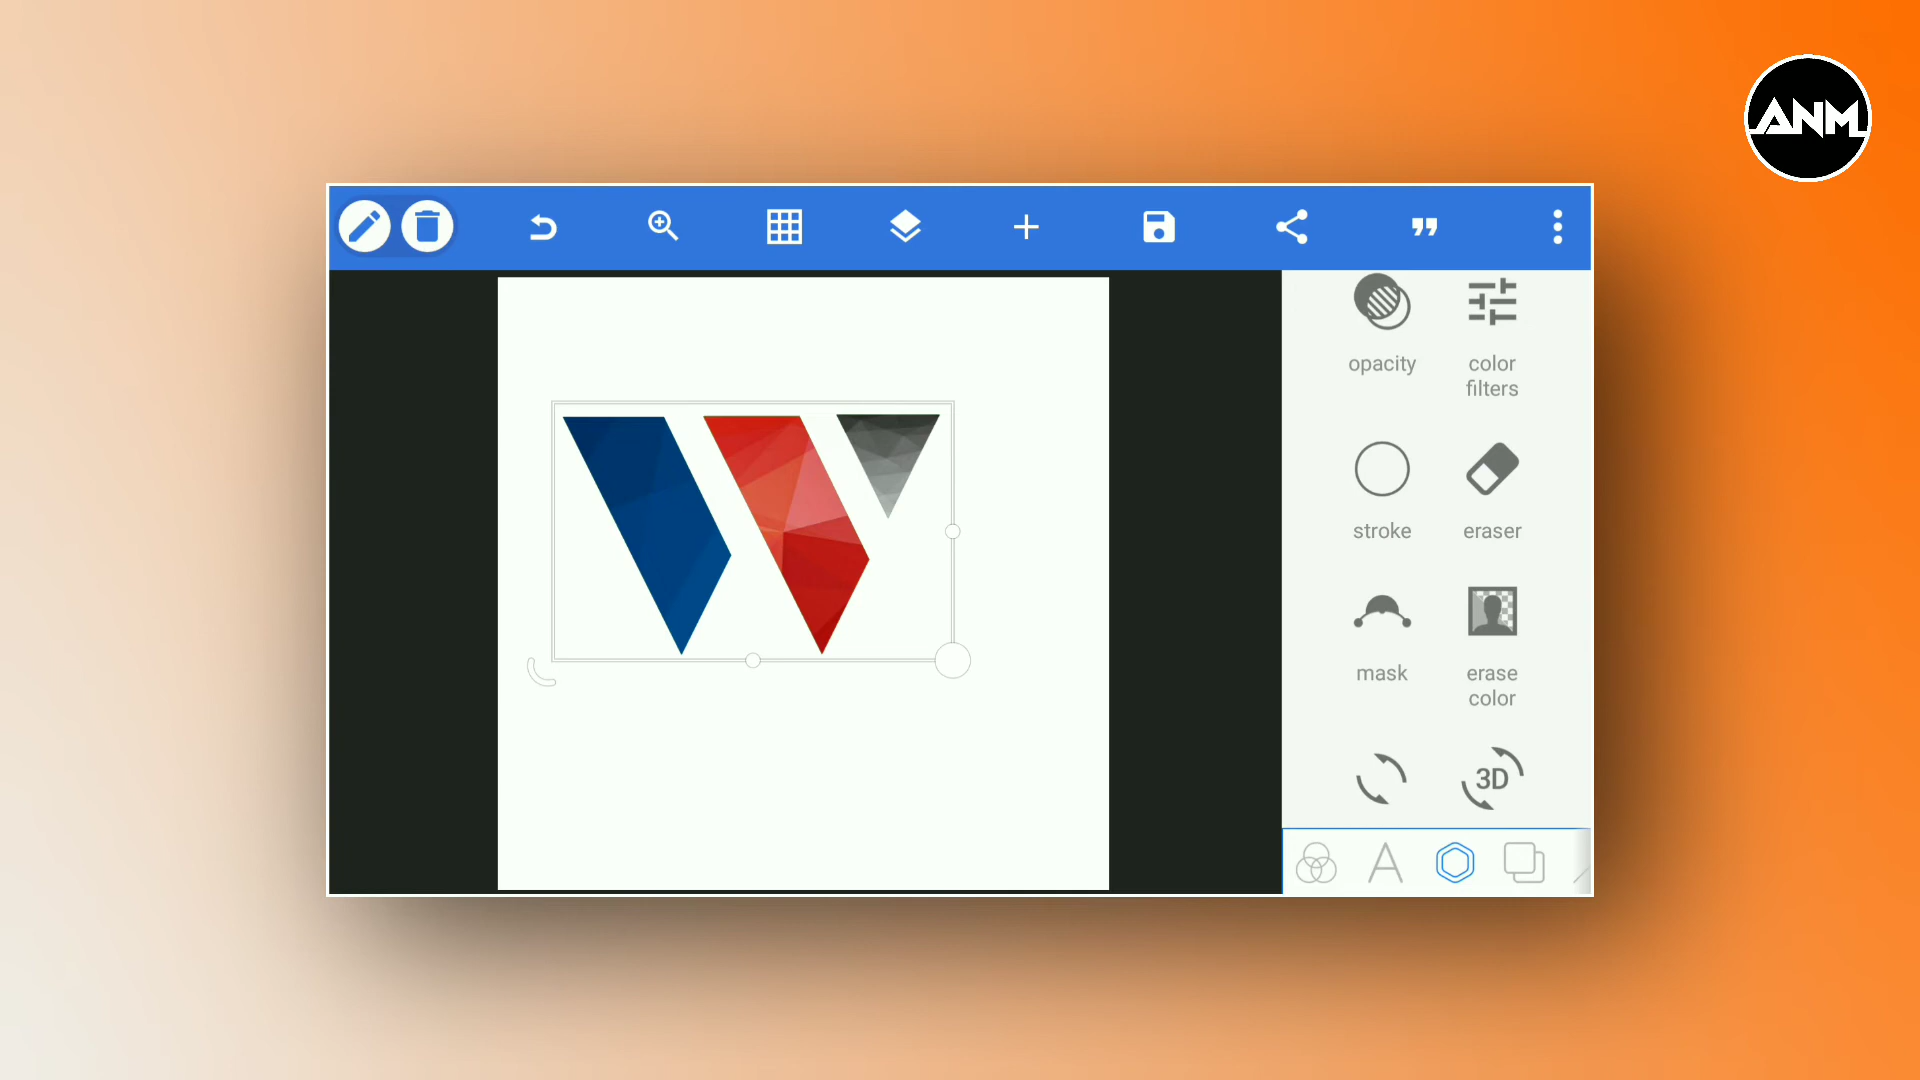 ANM
opacity
color
filters
stroke
eraser
mask
erase
color
3D
A